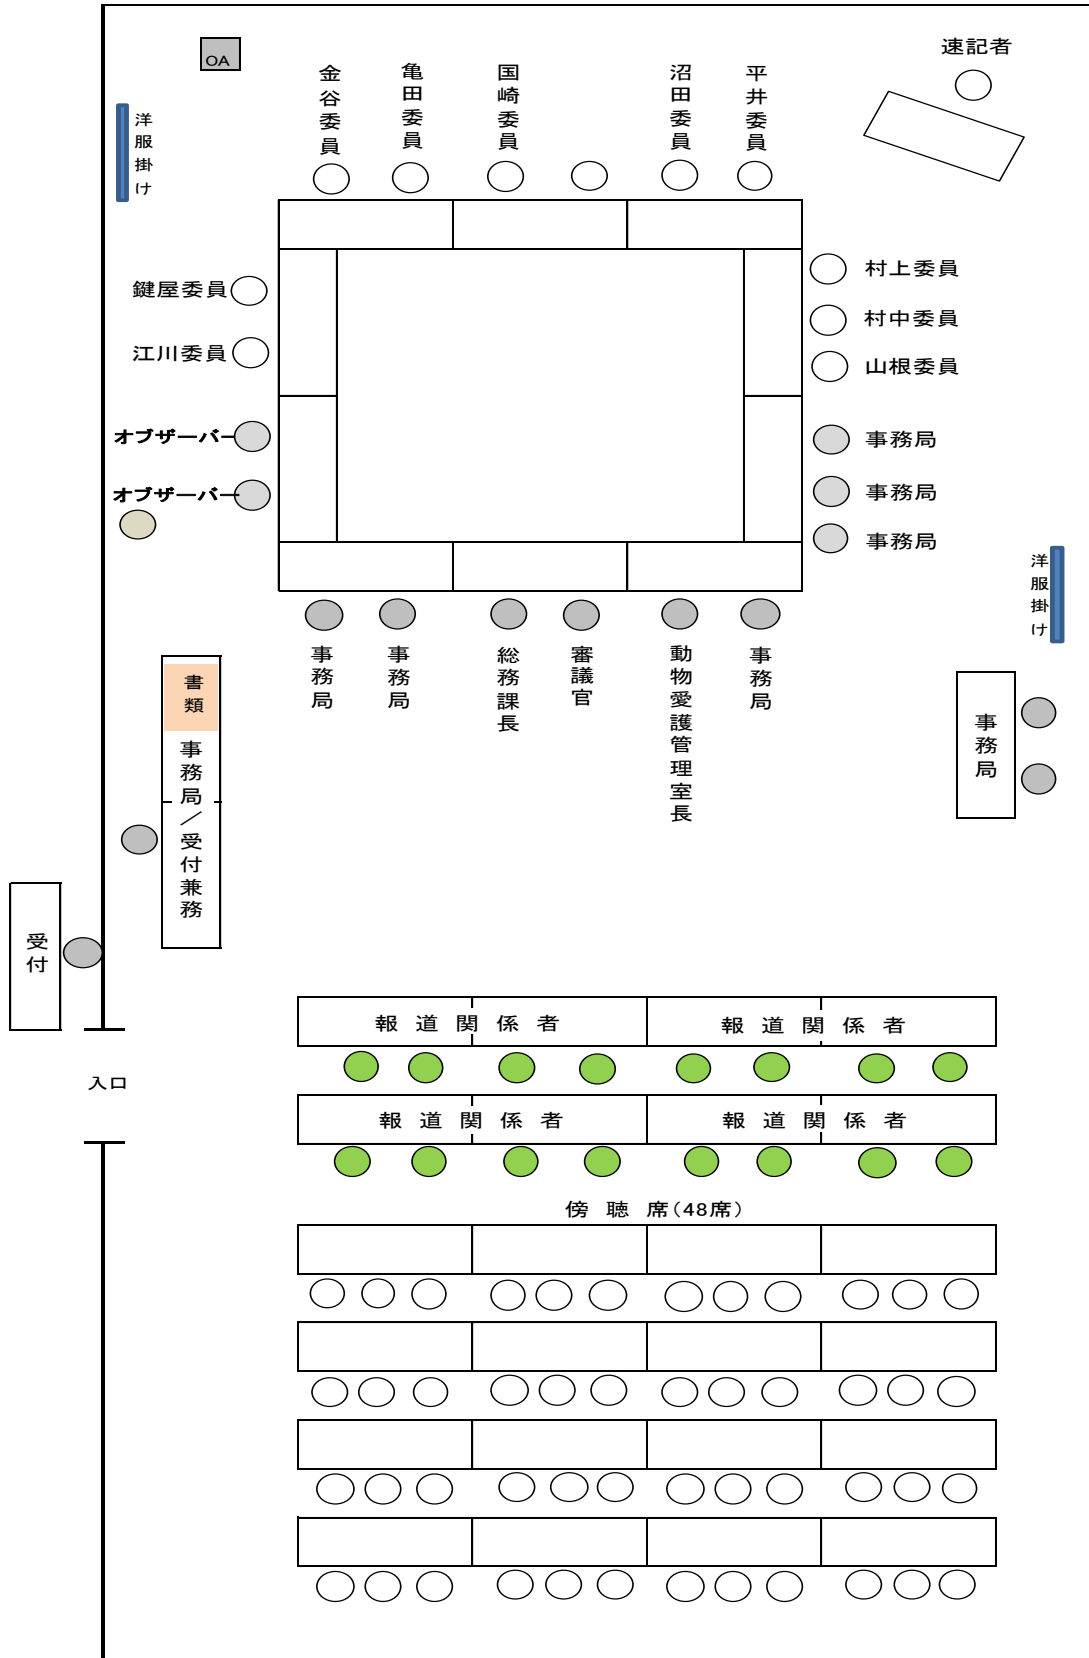 OA
速記者
金谷委員
亀田委員
国崎委員
沼田委員
平井委員
洋服掛け
鍵屋委員
江川委員
オブザーバー
オブザーバー
村上委員
村中委員
山根委員
事務局
事務局
事務局
洋服掛け
事務局
事務局
総務課長
審議官
動物愛護管理室長
事務局
書類
事務局／受付兼務
事務局
受付
入口
報道関係者
報道関係者
報道関係者
報道関係者
傍聴席(48席)